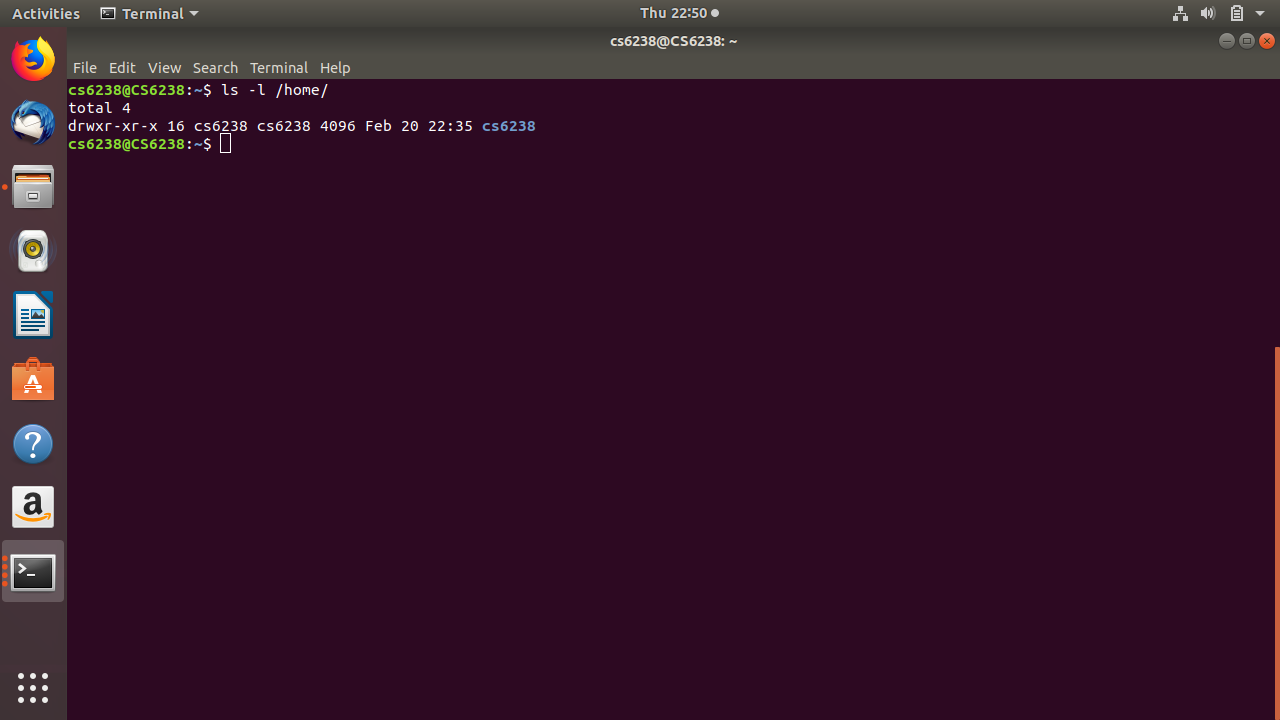 Activities Terminal Thu 22:50
cs6238@CS6238: ~
File Edit View Search Terminal Help
cs6238@CS6238:~$ ls -l /home/
total 4
drwxr-xr-x 16 cs6238 cs6238 4096 Feb 20 22:35 cs6238
cs6238@CS6238:~$